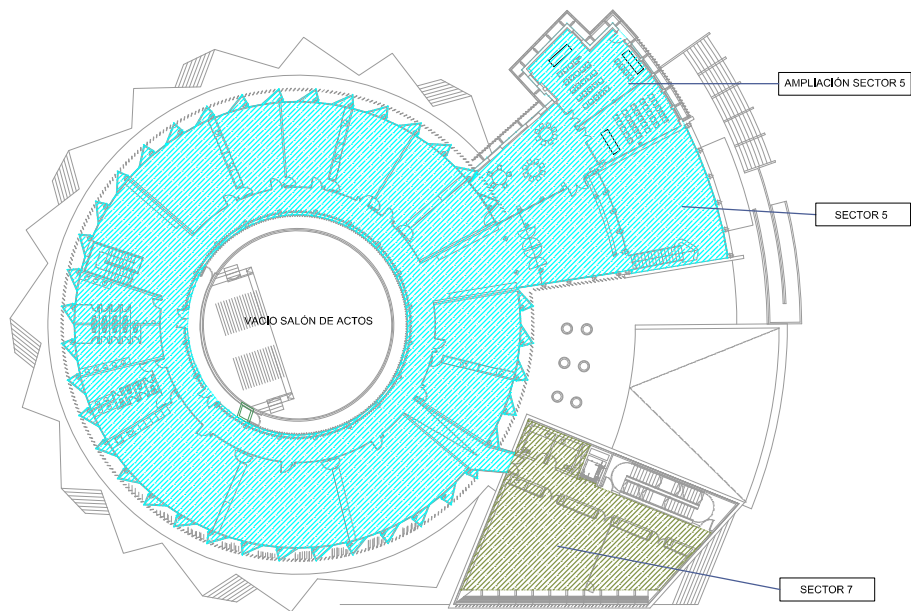 AMPLIACIÓN SECTOR 5
SECTOR 5
VACIO SALÓN DE ACTOS
SECTOR 7